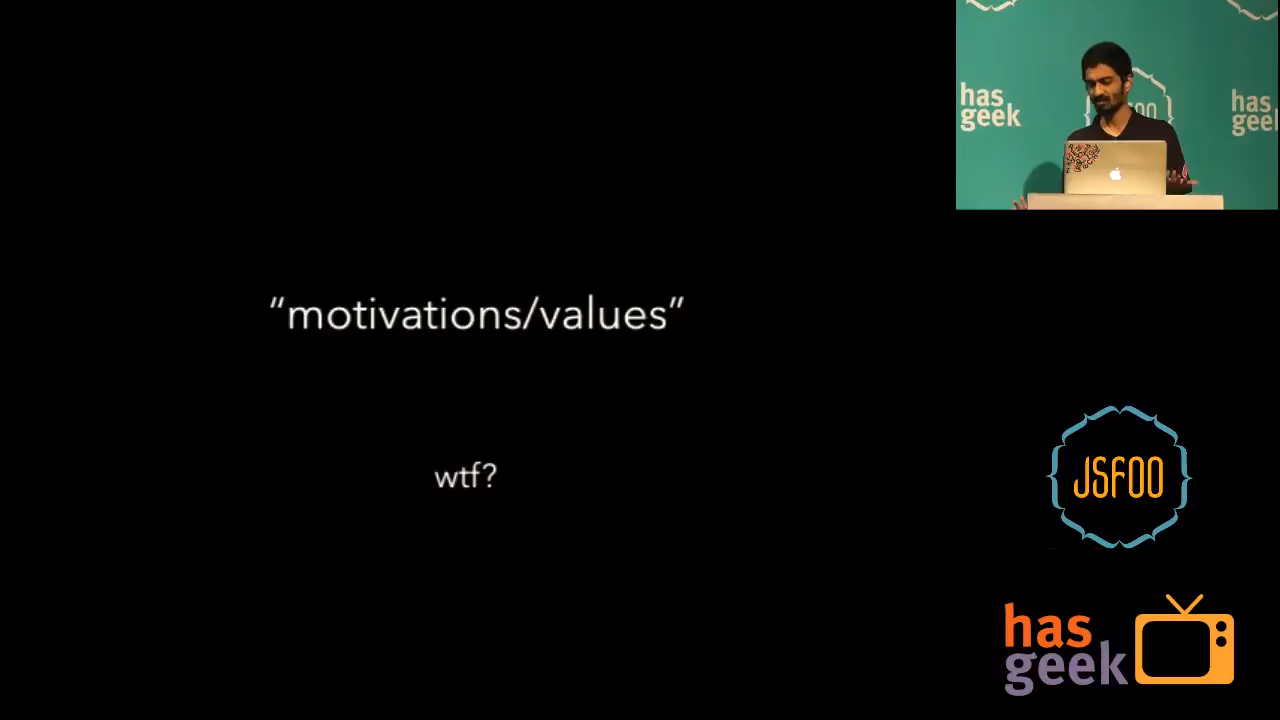 “motivations/values”
wtf?
has
geek
has
geek
JSFOO
has
geek